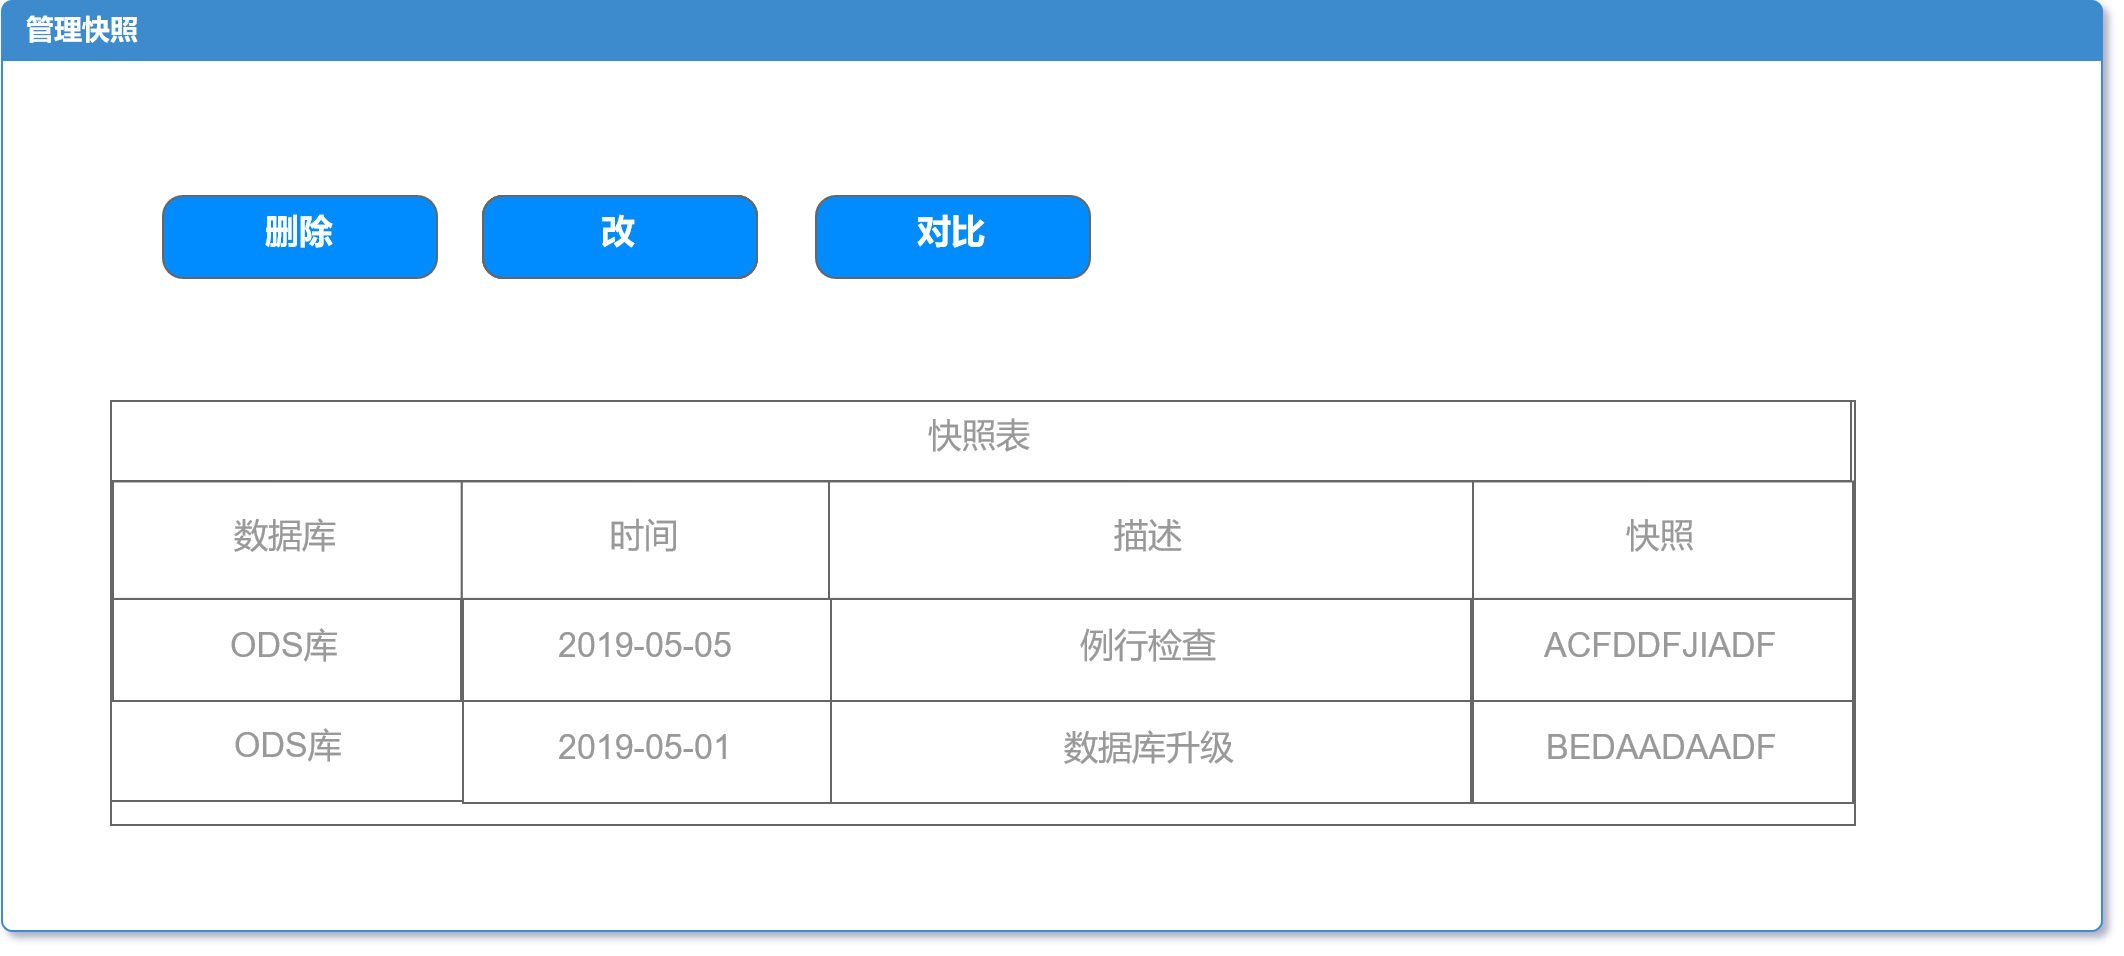 管理快照
删除 改 对比
快照表
数据库 时间 描述 快照
ODS库 2019-05-05 例行检查 ACFDDFJIADF
ODS库 2019-05-01 数据库升级 BEDAADAADF